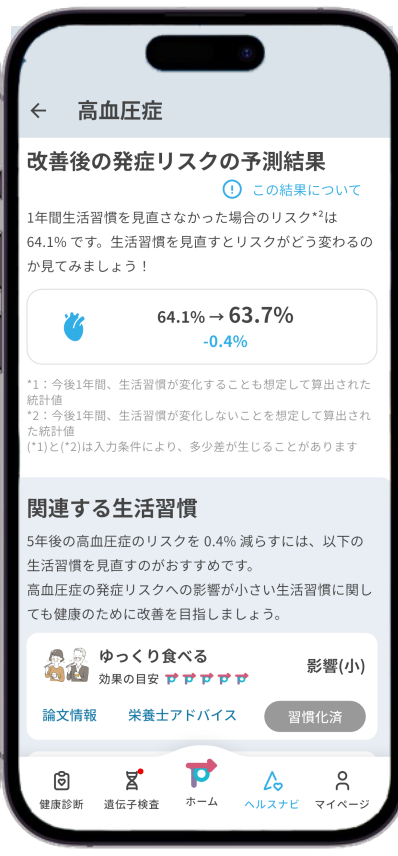 高血圧症
改善後の発症リスクの予測結果
この結果について
1年間生活習慣を見直さなかった場合のリスク*²は
64.1% です。生活習慣を見直すとリスクがどう変わるの
か見てみましょう！
64.1% → 63.7%
-0.4%
*1：今後1年間、生活習慣が変化することも想定して算出された
統計値
*2：今後1年間、生活習慣が変化しないことを想定して算出され
た統計値
(*1)と(*2)は入力条件により、多少差が生じることがあります
関連する生活習慣
5年後の高血圧症のリスクを 0.4% 減らすには、以下の
生活習慣を見直すのがおすすめです。
高血圧症の発症リスクへの影響が小さい生活習慣に関し
ても健康のために改善を目指しましょう。
ゆっくり食べる
影響(小)
効果の目安
論文情報 栄養士アドバイス 習慣化済
健康診断 遺伝子検査 ホーム ヘルスナビ マイページ